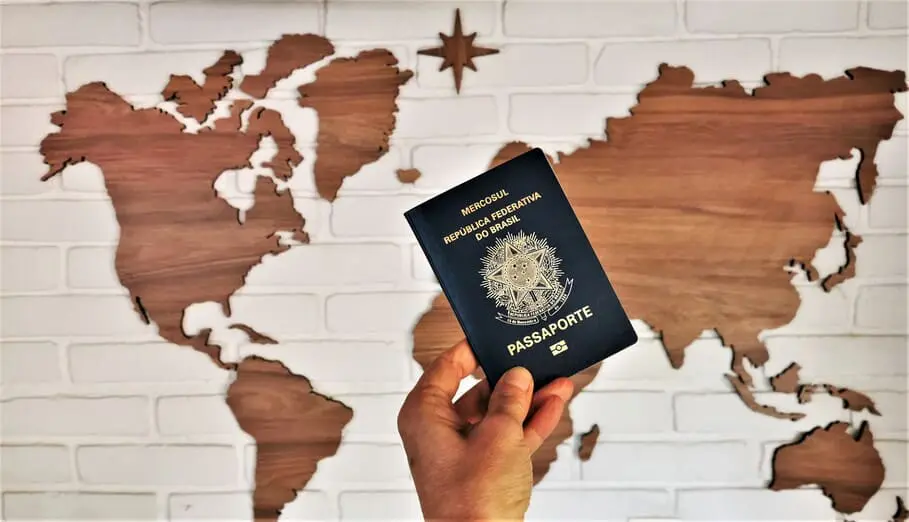 MERCOSUL
REPÚBLICA FEDERATIVA
DO BRASIL
PASSAPORTE